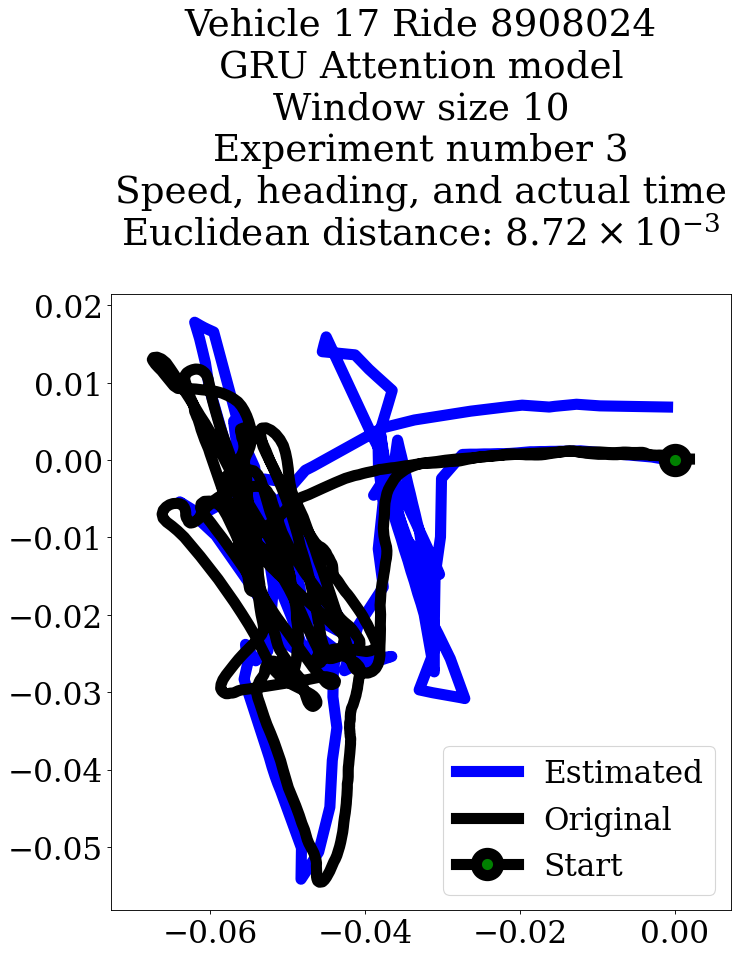 Vehicle 17 Ride 8908024
GRU Attention model
Window size 10
Experiment number 3
Speed, heading, and actual time
Euclidean distance: 8.72 × 10⁻³
0.02
0.01
0.00
−0.01
−0.02
−0.03
−0.04
−0.05
Estimated
Original
Start
−0.06
−0.04
−0.02
0.00